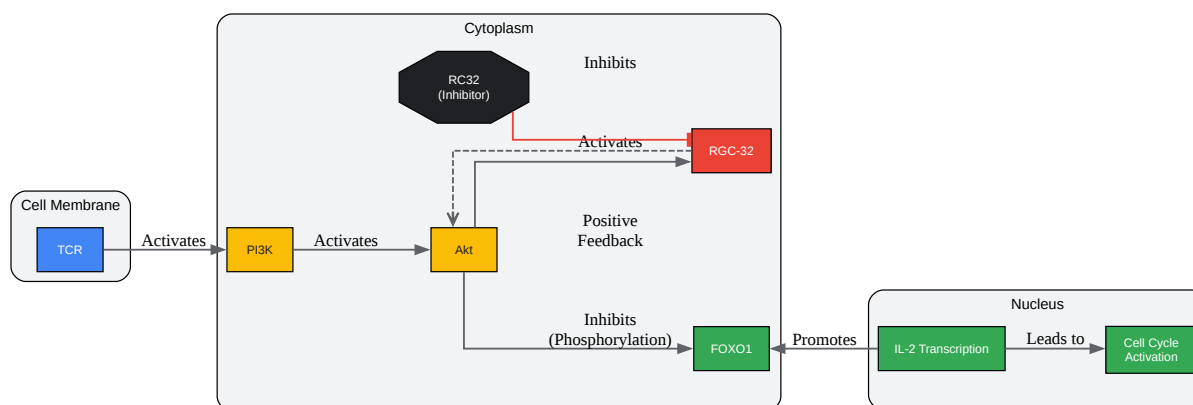 Cytoplasm
RC32
(Inhibitor)
Inhibits
Activates
RGC-32
Cell Membrane
TCR
Activates
PI3K
Activates
Akt
Positive
Feedback
Inhibits
(Phosphorylation)
FOXO1
Promotes
Nucleus
IL-2 Transcription
Leads to
Cell Cycle
Activation